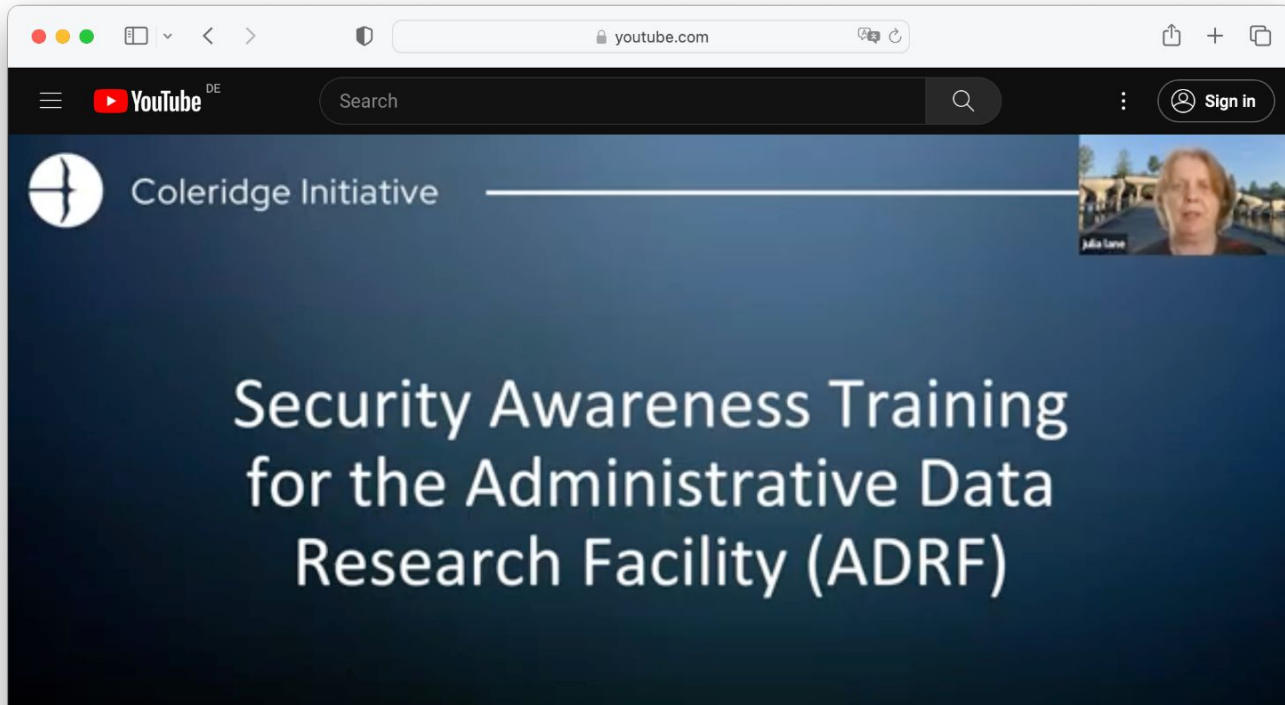 youtube.com
YouTube DE
Search
Sign in
Coleridge Initiative
julia lane
Security Awareness Training
for the Administrative Data
Research Facility (ADRF)